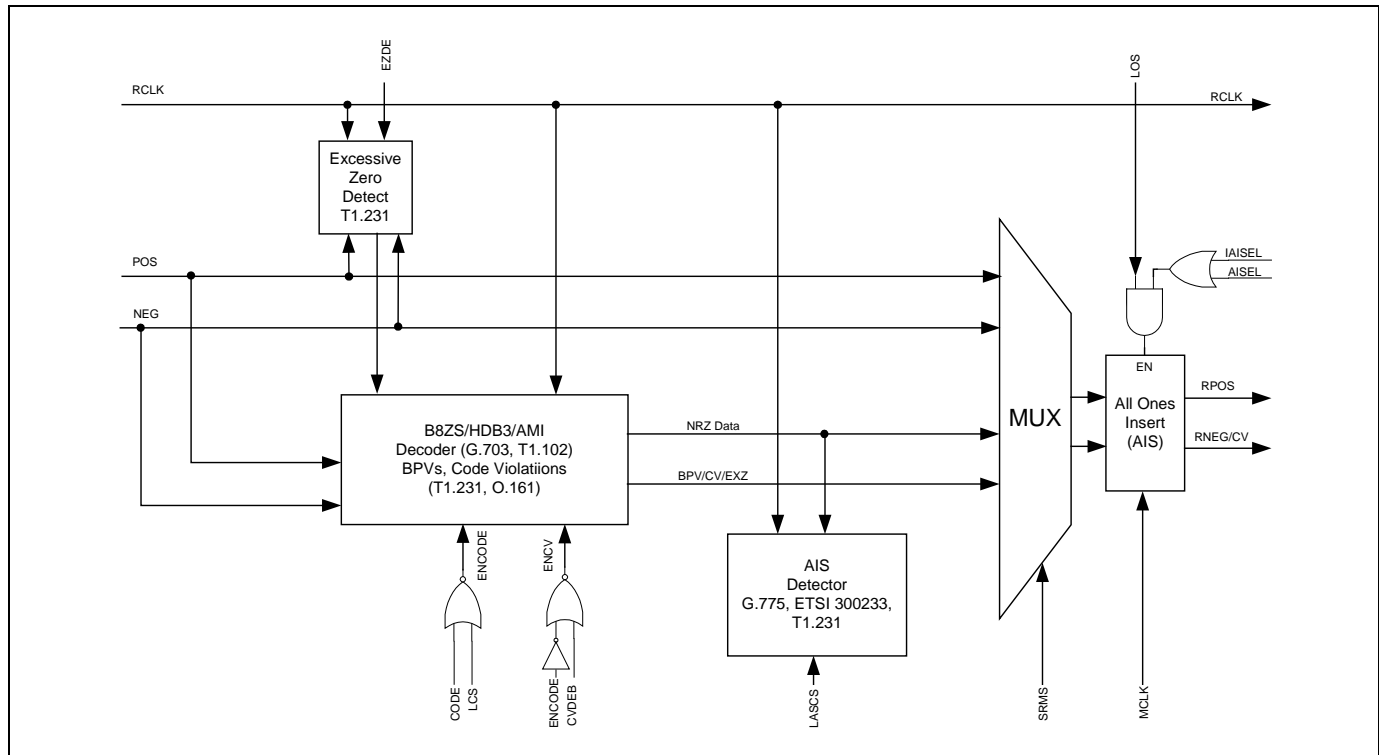 EZDE
LOS
RCLK
RCLK
Excessive
Zero
Detect
T1.231
POS
IAISEL
AISEL
NEG
EN
All Ones
Insert
(AIS)
RPOS
RNEG/CV
MUX
B8ZS/HDB3/AMI
Decoder (G.703, T1.102)
BPVs, Code Violatiions
(T1.231, O.161)
NRZ Data
BPV/CV/EXZ
ENCODE
ENCV
AIS
Detector
G.775, ETSI 300233,
T1.231
CODE
LCS
ENCODE
CVDEB
LASCS
SRMS
MCLK